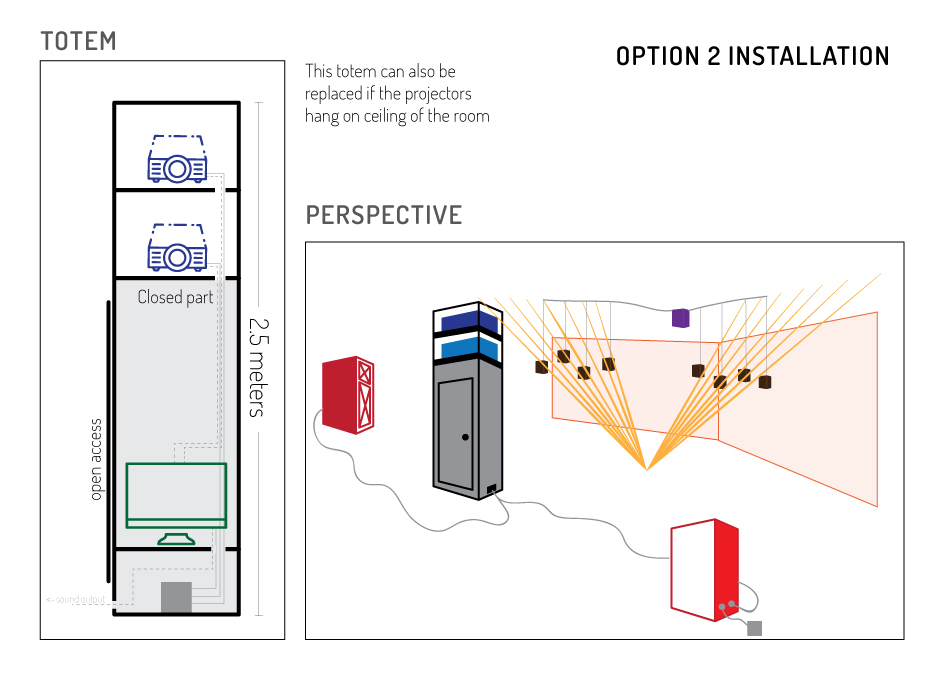 TOTEM
OPTION 2 INSTALLATION
This totem can also be
replaced if the projectors
hang on ceiling of the room
PERSPECTIVE
Closed part
2.5 meters
open access
<- sound output